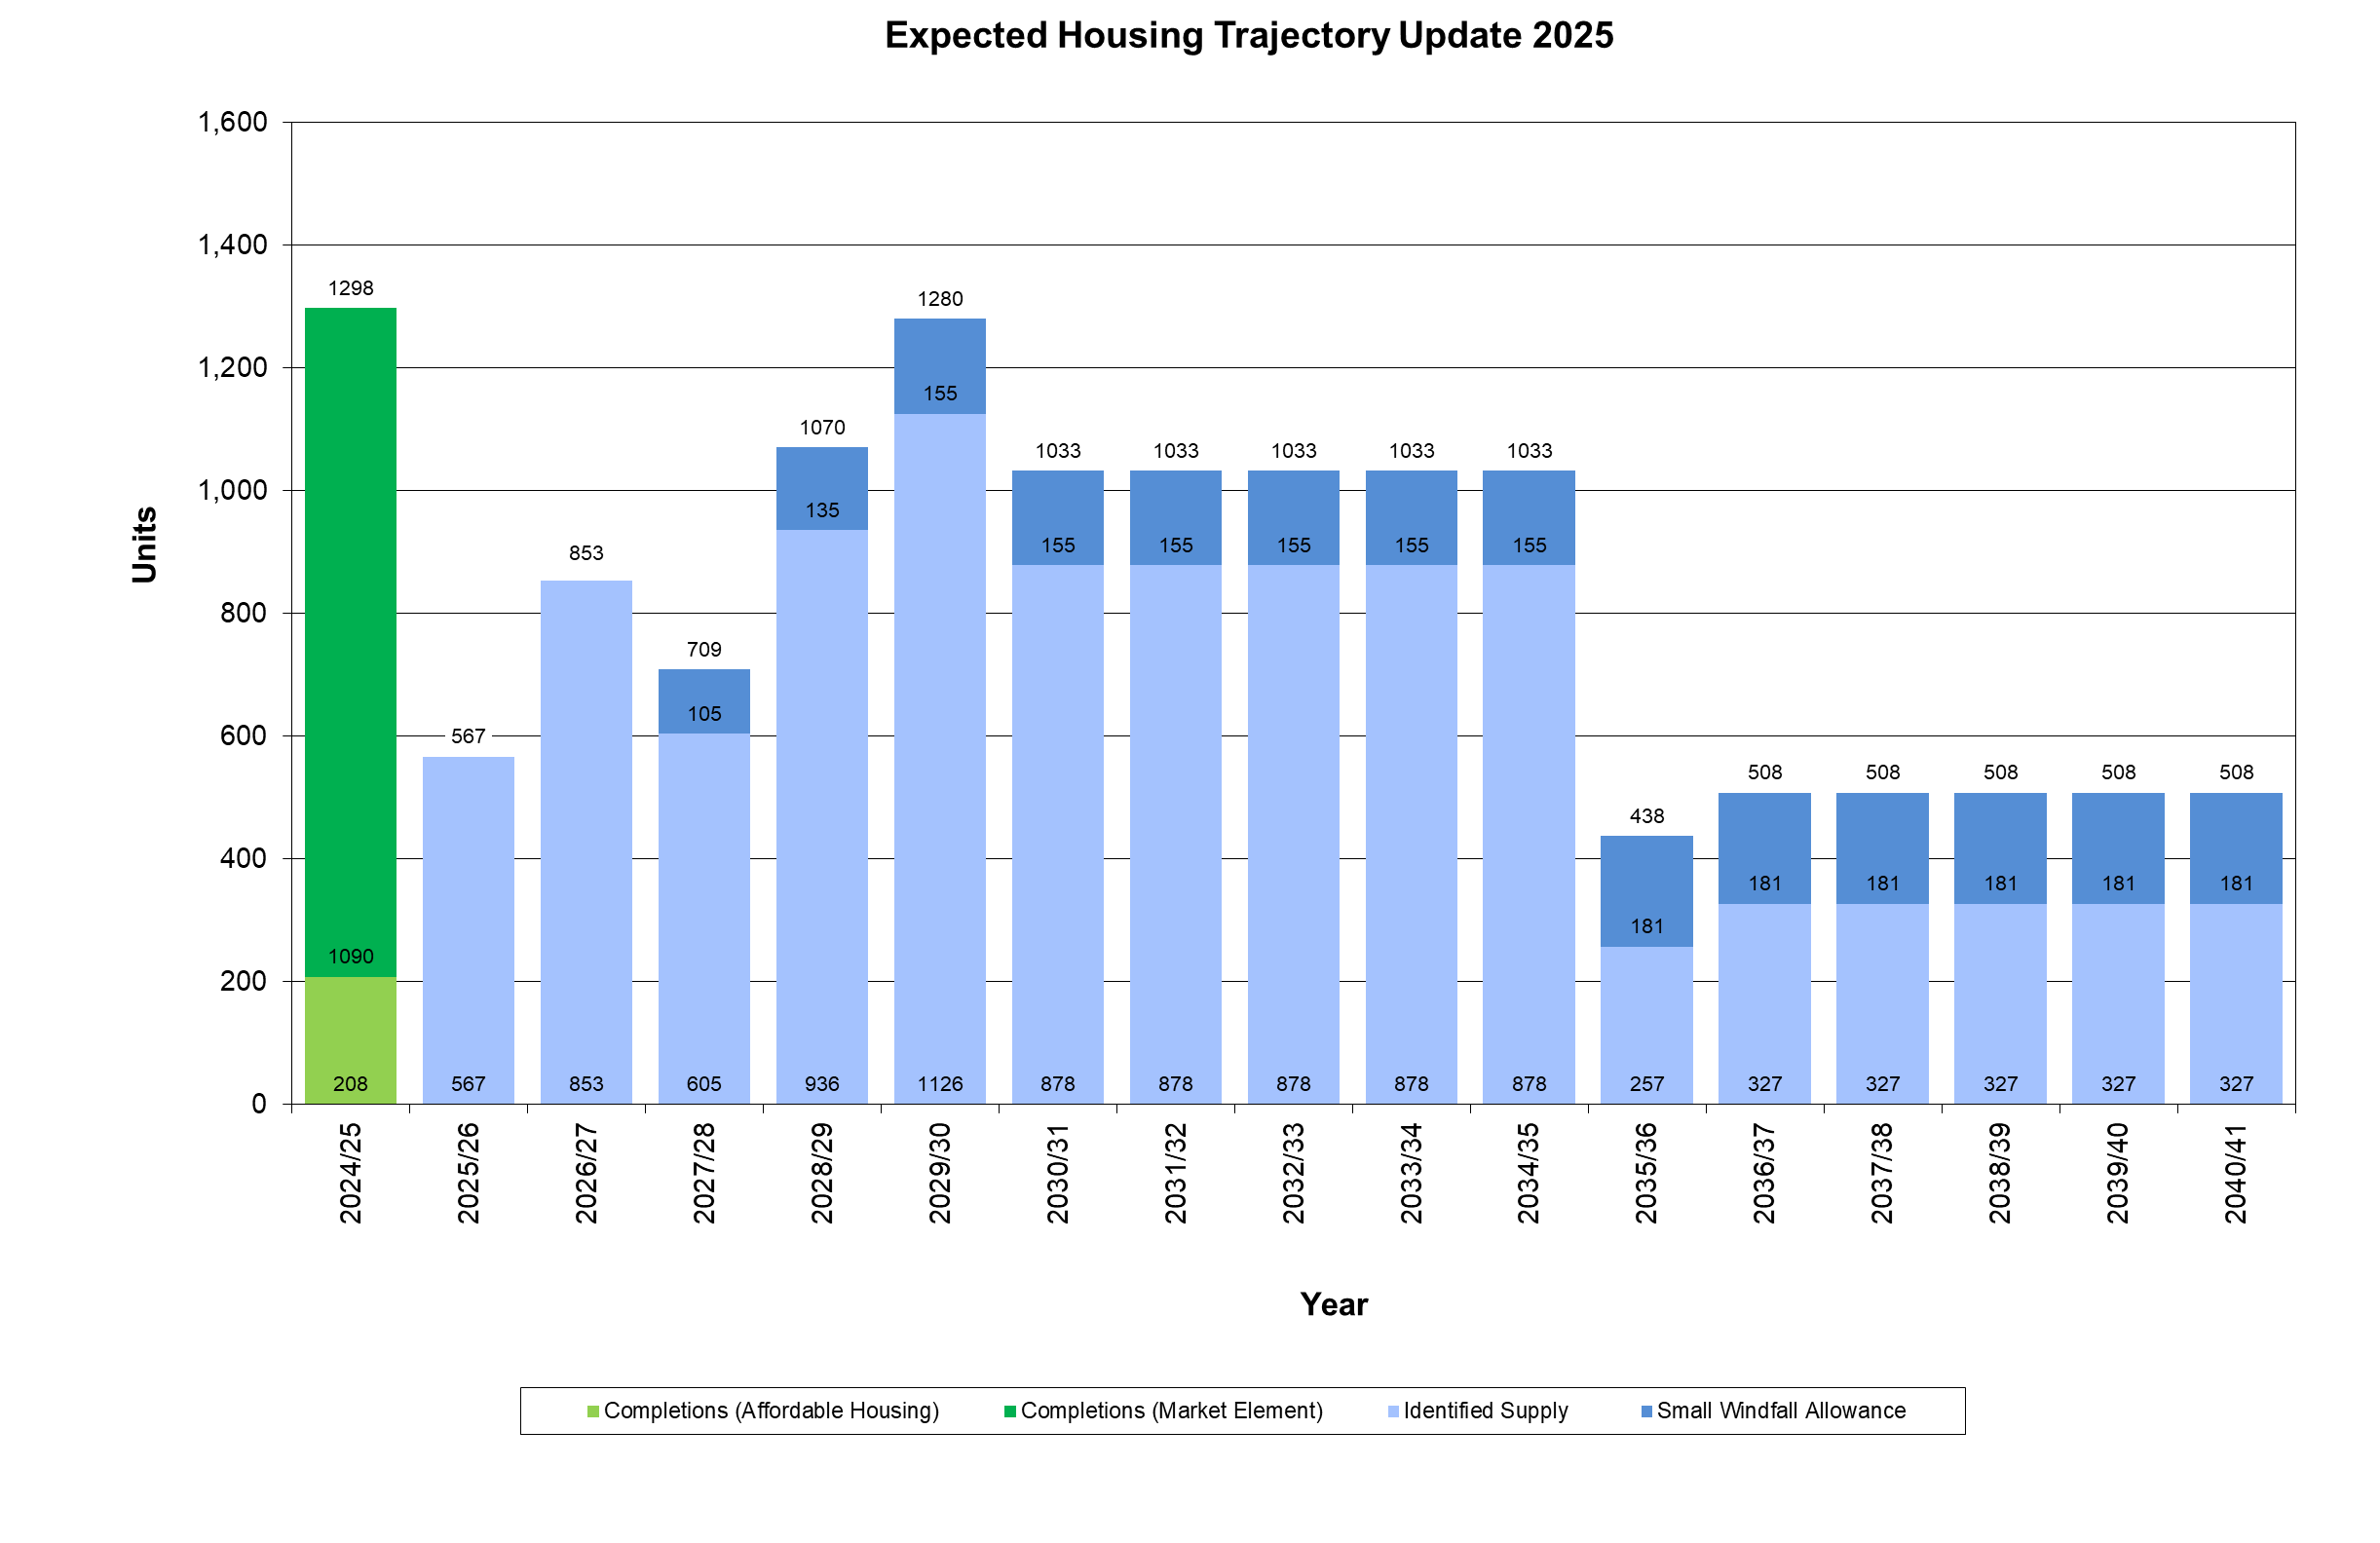 Expected Housing Trajectory Update 2025
1,600
1,400
1,200
1,000
800
600
400
200
0
Units
1298 1280
155
1070 1033 1033 1033 1033 1033
135 155 155 155 155 155
853
709
105
567
508 508 508 508 508
438
181 181 181 181 181
181
1090
208 567 853 605 936 1126 878 878 878 878 878 257 327 327 327 327 327
2024/25 2025/26 2026/27 2027/28 2028/29 2029/30 2030/31 2031/32 2032/33 2033/34 2034/35 2035/36 2036/37 2037/38 2038/39 2039/40 2040/41
Year
Completions (Affordable Housing) Completions (Market Element) Identified Supply Small Windfall Allowance